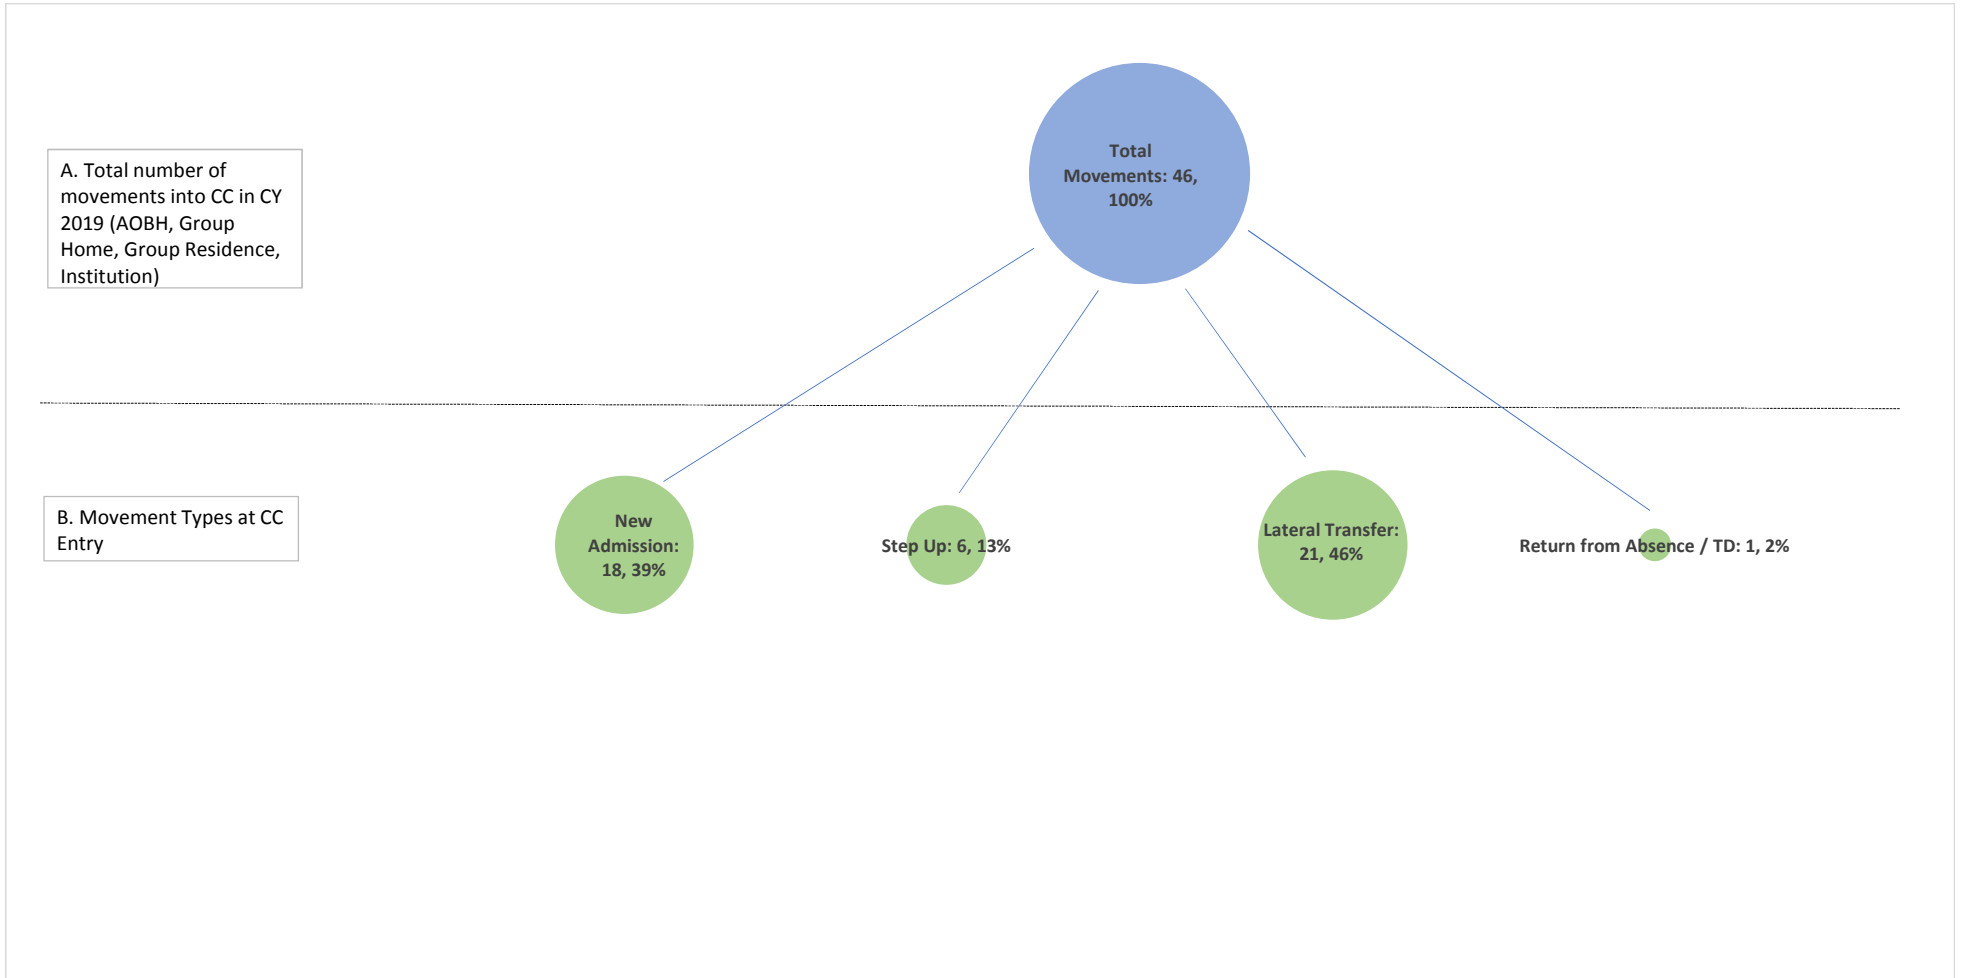 Total
Movements: 46,
100%
A. Total number of
movements into CC in CY
2019 (AOBH, Group
Home, Group Residence,
Institution)
B. Movement Types at CC
Entry
New
Admission:
18, 39%
Step Up: 6, 13%
Lateral Transfer:
21, 46%
Return from Absence / TD: 1, 2%